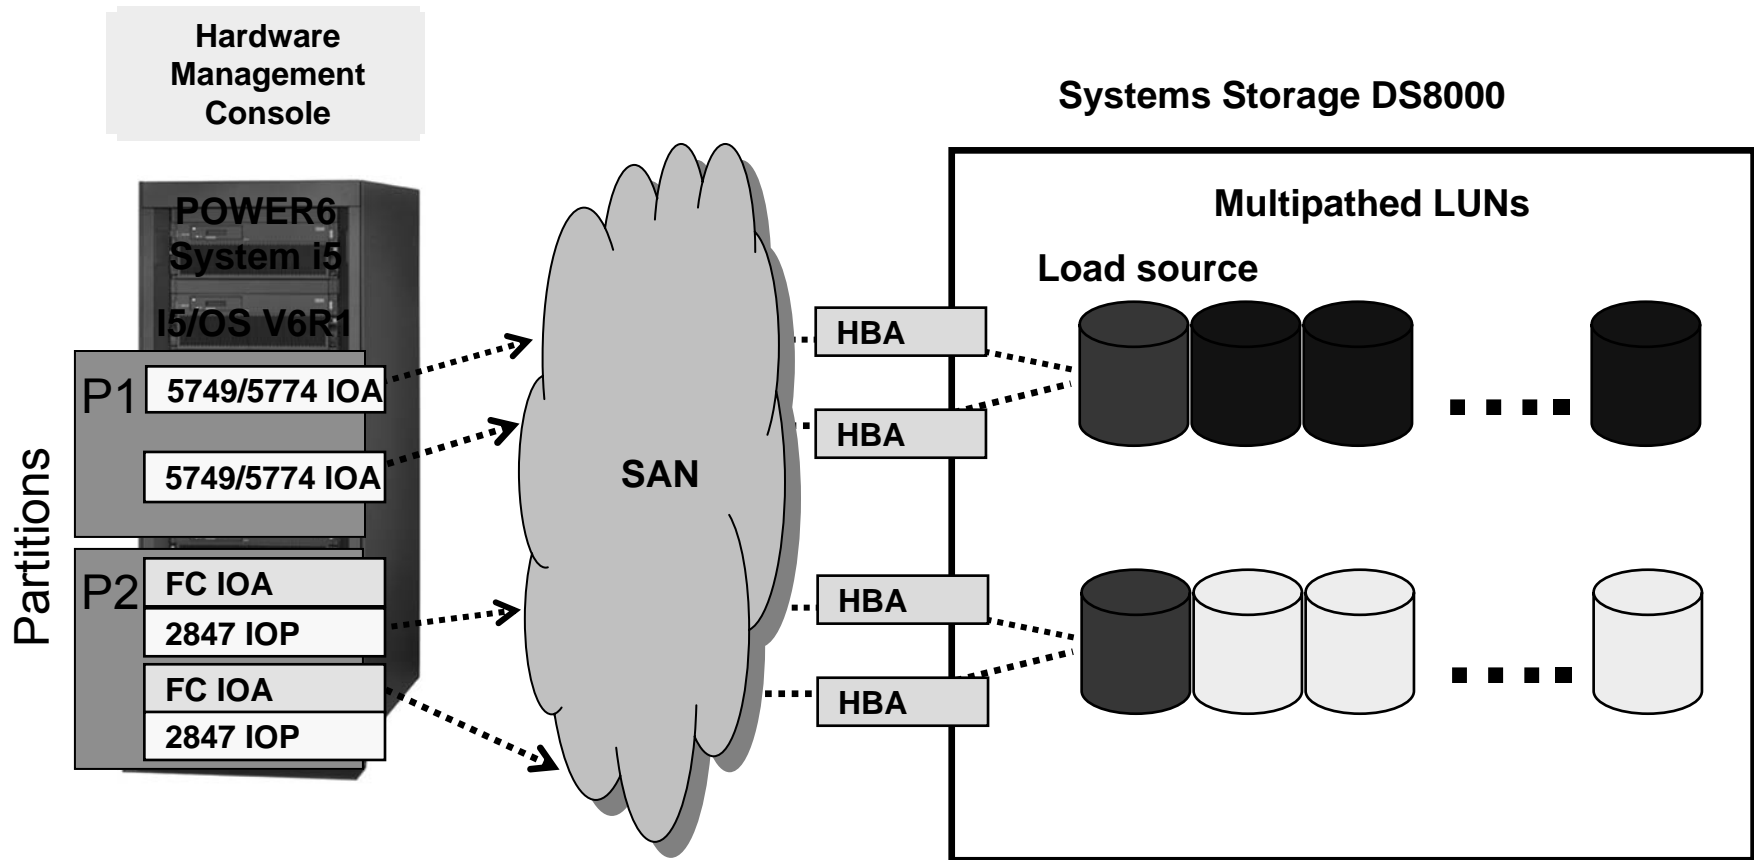 Hardware
Management
Console
Systems Storage DS8000
POWER6
System i5
I5/OS V6R1
Partitions
P1
5749/5774 IOA
5749/5774 IOA
P2
FC IOA
2847 IOP
FC IOA
2847 IOP
SAN
HBA
HBA
HBA
HBA
Multipathed LUNs
Load source